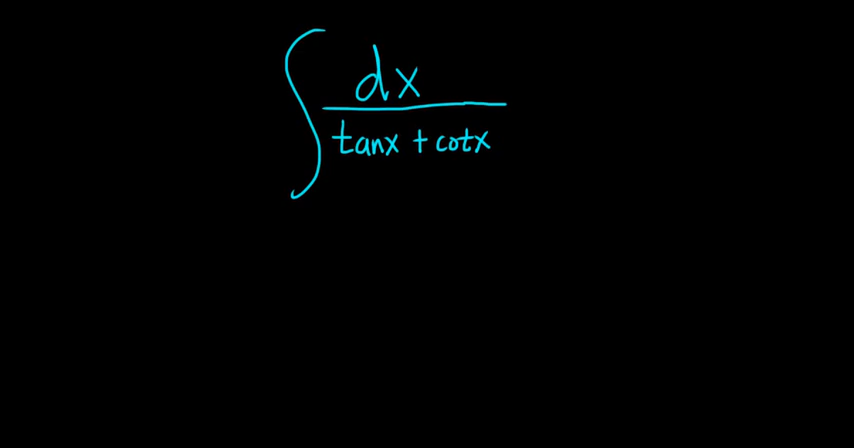 ∫ dx
tanx + cotx